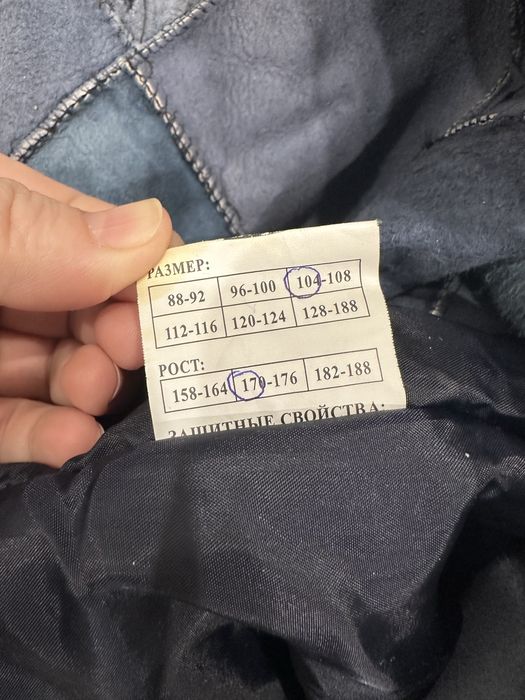 РАЗМЕР:
88-92 96-100 104-108
112-116 120-124 128-188
РОСТ:
158-164 170-176 182-188
ЗАЩИТНЫЕ СВОЙСТВА: